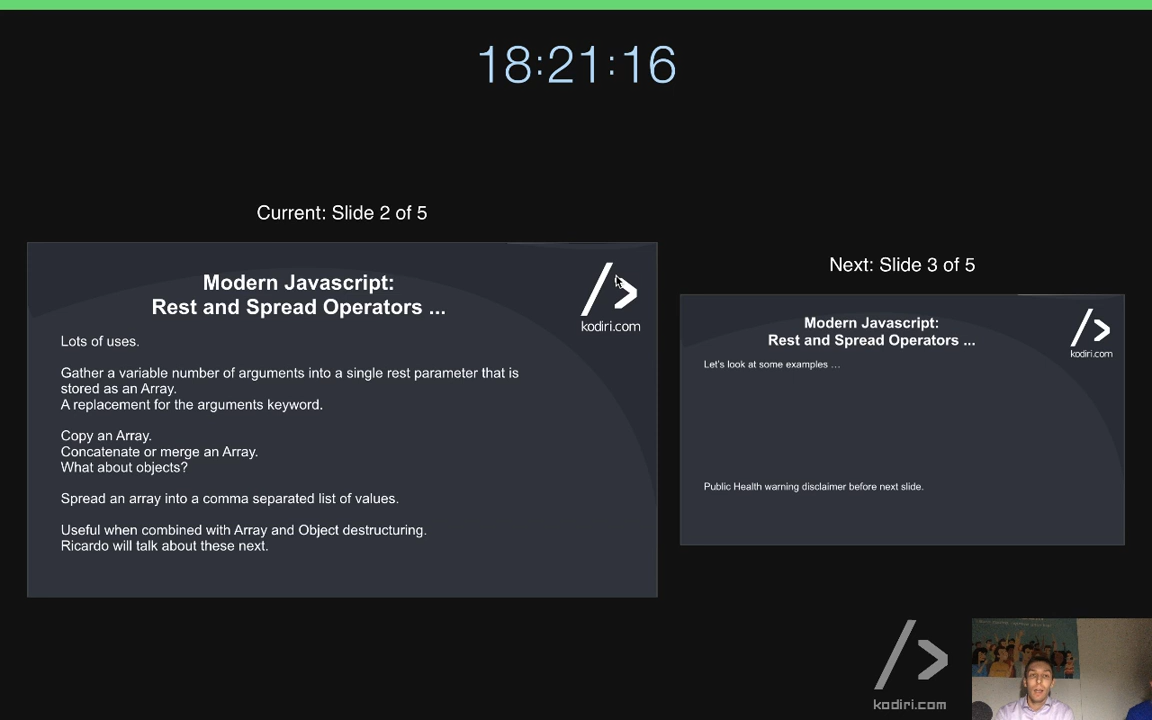 18:21:16
Current: Slide 2 of 5
Modern Javascript:
Rest and Spread Operators ...
kodiri.com
Lots of uses.
Gather a variable number of arguments into a single rest parameter that is
stored as an Array.
A replacement for the arguments keyword.
Copy an Array.
Concatenate or merge an Array.
What about objects?
Spread an array into a comma separated list of values.
Useful when combined with Array and Object destructuring.
Ricardo will talk about these next.
Next: Slide 3 of 5
Modern Javascript:
Rest and Spread Operators ...
kodiri.com
Let's look at some examples ...
Public Health warning disclaimer before next slide.
kodiri.com